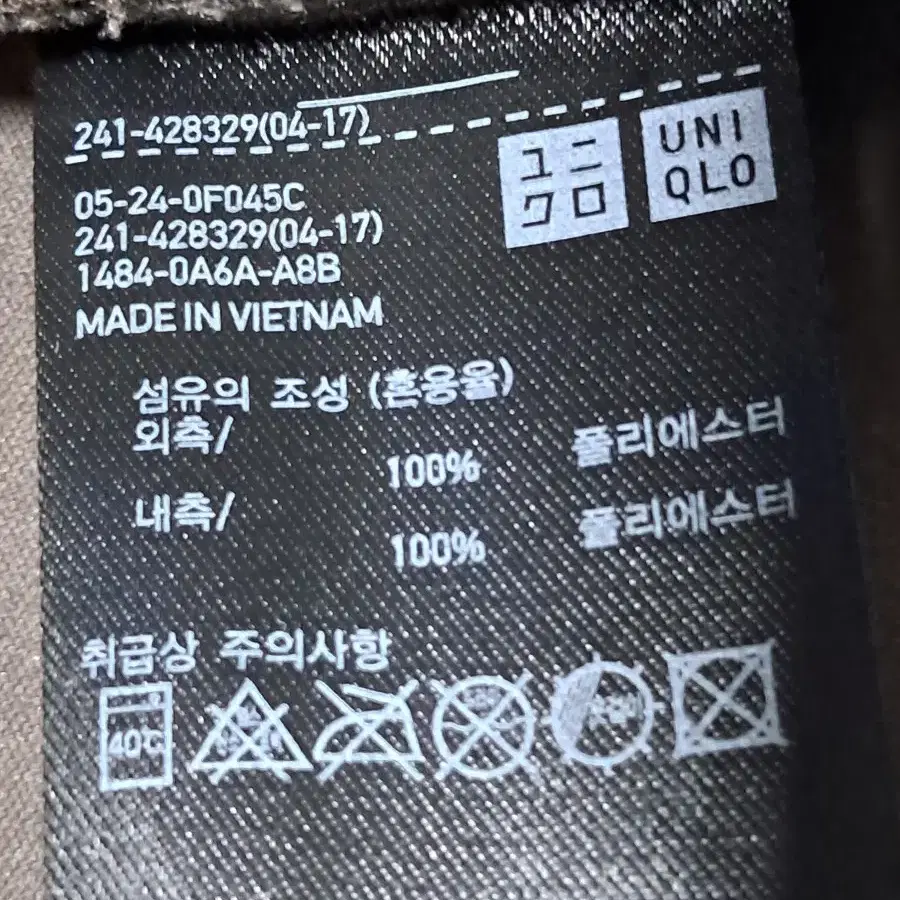 241-428329(04-17)
ユニ
クロ
UNI
QLO
05-24-0F045C
241-428329(04-17)
1484-0A6A-A8B
MADE IN VIETNAM
섬유의 조성 (혼용율)
외측/
100% 폴리에스터
내측/
100% 폴리에스터
취급상 주의사항
40℃